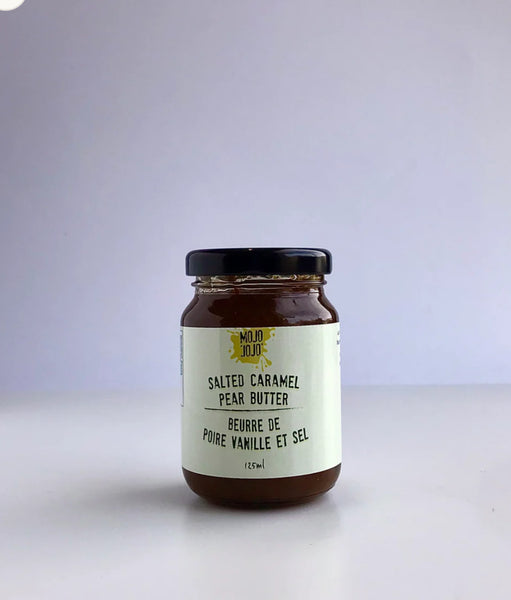 MOJO
JOJO
SALTED CARAMEL
PEAR BUTTER
BEURRE DE
POIRE VANILLE ET SEL
125ml